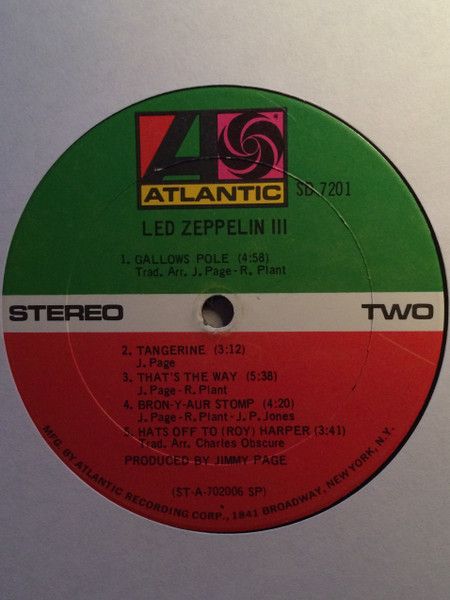 ATLANTIC
SD 7201
LED ZEPPELIN III
1. GALLOWS POLE (4:58)
Trad. Arr. J. Page-R. Plant
STEREO
TWO
2. TANGERINE (3:12)
J. Page
3. THAT'S THE WAY (5:38)
J. Page-R. Plant
4. BRON-Y-AUR STOMP (4:20)
J. Page-R. Plant-J.P. Jones
5. HATS OFF TO (ROY) HARPER (3:41)
Trad. Arr. Charles Obscure
PRODUCED BY JIMMY PAGE
(ST-A-702006 SP)
MFG. BY ATLANTIC RECORDING CORP., 1841 BROADWAY, NEW YORK, N.Y.